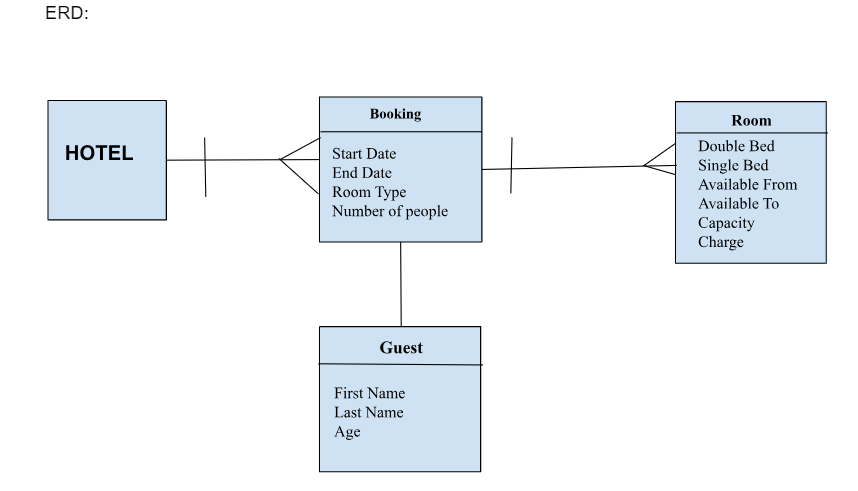 ERD:
HOTEL
Booking
Start Date
End Date
Room Type
Number of people
Room
Double Bed
Single Bed
Available From
Available To
Capacity
Charge
Guest
First Name
Last Name
Age